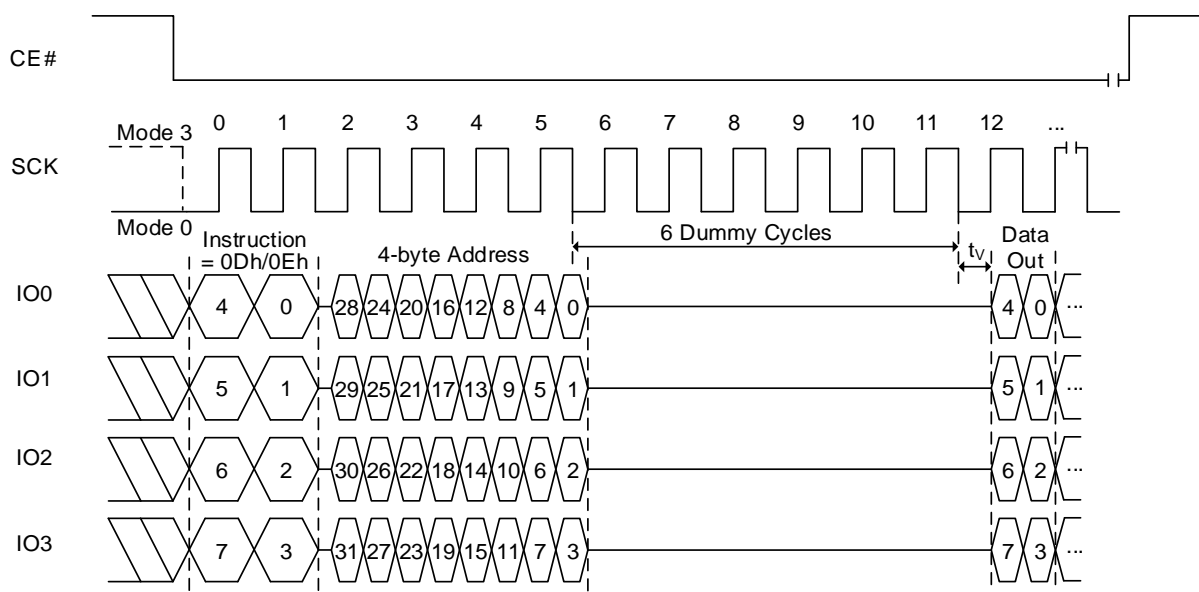 CE#
0 1 2 3 4 5 6 7 8 9 10 11 12 ...
Mode 3
SCK
Mode 0
Instruction
= 0Dh/0Eh
4-byte Address
6 Dummy Cycles
tV
Data
Out
IO0
4 0 28 24 20 16 12 8 4 0 4 0 ...
IO1
5 1 29 25 21 17 13 9 5 1 5 1 ...
IO2
6 2 30 26 22 18 14 10 6 2 6 2 ...
IO3
7 3 31 27 23 19 15 11 7 3 7 3 ...